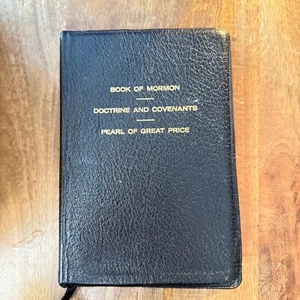 BOOK OF MORMON
DOCTRINE AND COVENANTS
PEARL OF GREAT PRICE